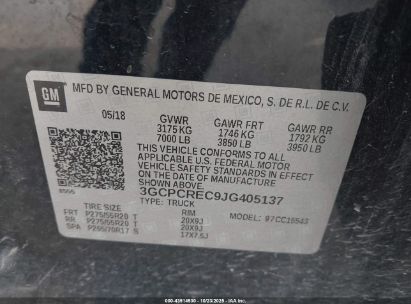 GM
MFD BY GENERAL MOTORS DE MEXICO, S. DE R.L. DE C.V.
05/18 GVWR GAWR FRT GAWR RR
3175 KG 1746 KG 1792 KG
7000 LB 3850 LB 3950 LB
THIS VEHICLE CONFORMS TO ALL APPLICABLE
U.S. FEDERAL MOTOR
VEHICLE SAFETY STANDARDS IN EFFECT ON THE
DATE OF MANUFACTURE SHOWN ABOVE.
3GCPCREC9JG405137
TYPE: TRUCK
TIRE SIZE RIM
FRT P275/55R20 T 20X9J 97CC16543
RR P275/55R20 T 20X9J
SPA P265/70R17 S 17X7.5J